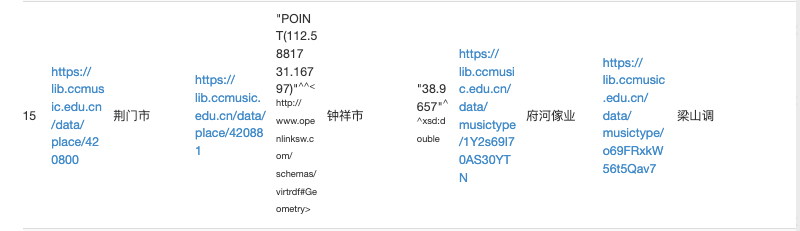 15
https://
lib.ccmus
ic.edu.cn
/data/
place/42
0800
荆门市
https://
lib.ccmusic.
edu.cn/data/
place/42088
1
"POIN
T(112.5
8817
31.167
97)"^^<
http://
www.ope
nlinksw.c
om/
schemas/
virtrdf#Ge
ometry>
钟祥市
"38.9
657"^
^xsd:d
ouble
https://
lib.ccmusi
c.edu.cn/
data/
musictype
/1Y2s69I7
0AS30YT
N
府河傢业
https://
lib.ccmusic
.edu.cn/
data/
musictype/
o69FRxkW
56t5Qav7
梁山调